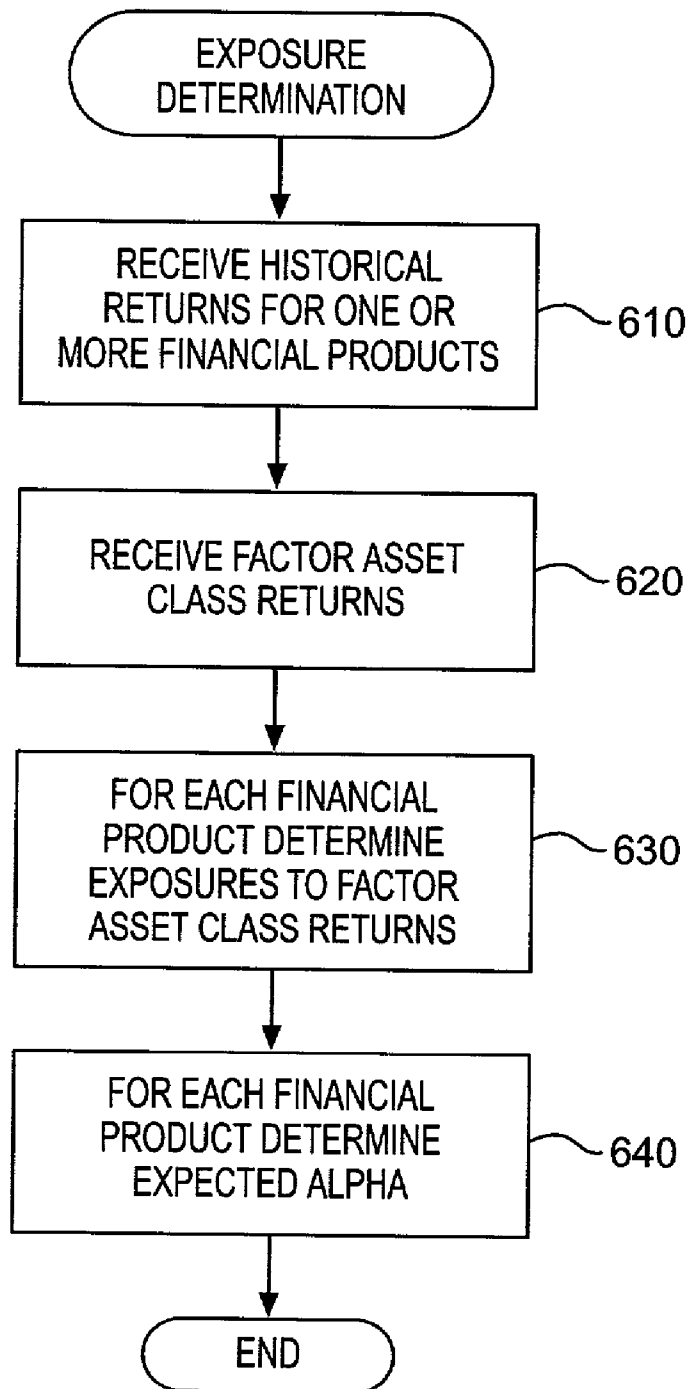 EXPOSURE
DETERMINATION
RECEIVE HISTORICAL
RETURNS FOR ONE OR
MORE FINANCIAL PRODUCTS
610
RECEIVE FACTOR ASSET
CLASS RETURNS
620
FOR EACH FINANCIAL
PRODUCT DETERMINE
EXPOSURES TO FACTOR
ASSET CLASS RETURNS
630
FOR EACH FINANCIAL
PRODUCT DETERMINE
EXPECTED ALPHA
640
END